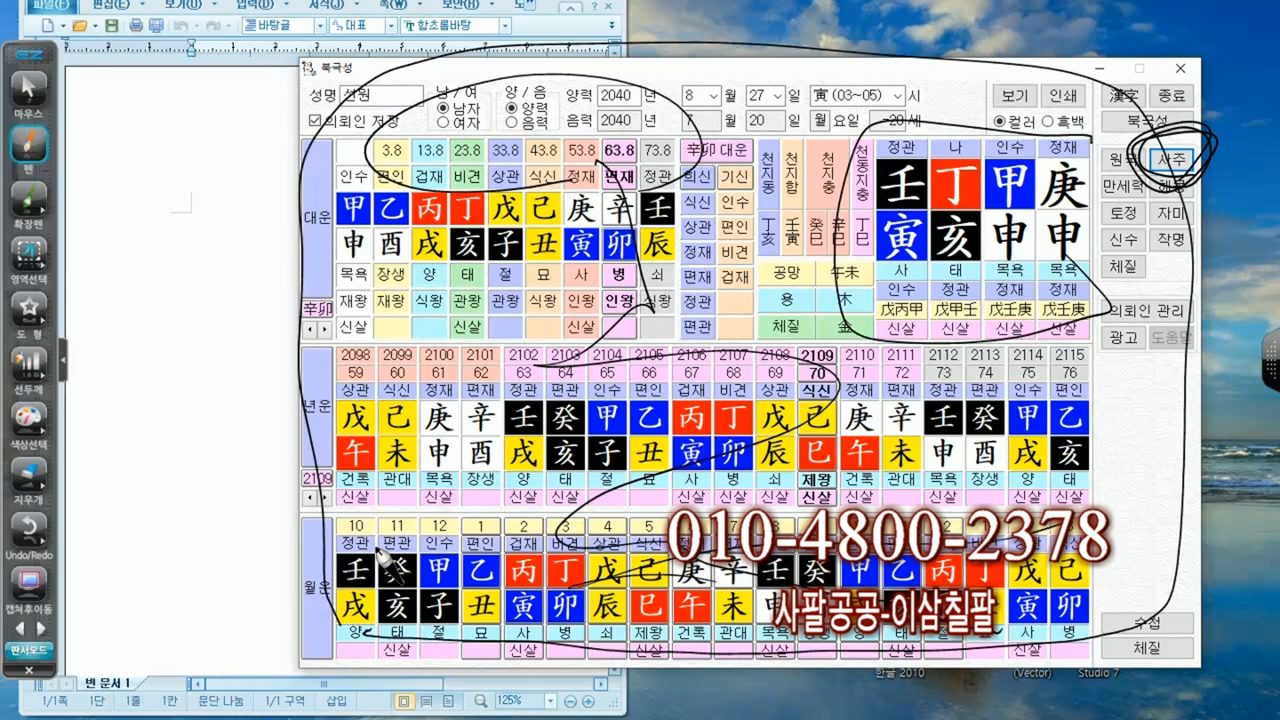 파일(F) 편집(E) 보기(U) 입력(D) 서식(J) 쪽(W) 보안(H) 도
바탕글 대표 함초롬바탕
EZ
마우스
펜
확장펜
영역선택
도 형
선두께
색상선택
지우개
Undo/Redo
캡쳐후이동
판서모드
북극성
성명 선원 남 / 여 양 / 음 양력 2040 년 8 월 27 일 寅 (03~05) 시 보기 인쇄 漢字 종료
의뢰인 저장 남자 여자 양력 음력 음력 2040 년 7 월 20 일 월 요일 -20 세 컬러 흑백 북극성
3.8 13.8 23.8 33.8 43.8 53.8 63.8 73.8 辛卯 대운
인수 편인 겁재 비견 상관 식신 정재 편재 정관 희신 기신
대운
甲 乙 丙 丁 戊 己 庚 辛 壬
申 酉 戌 亥 子 丑 寅 卯 辰
목욕 장생 양 태 절 묘 사 병 쇠
재왕 재왕 식왕 관왕 관왕 식왕 인왕 인왕 식왕
辛卯 신살 신살 신살
식신 인수
상관 편인
정재 비견
편재 겁재
정관
편관
천지동 천지합 천지충 천동지충
丁亥 壬寅 癸巳 辛巳 丁巳
공망 午未
용 木
체질 金
정관 나 인수 정재
壬 丁 甲 庚
寅 亥 申 申
사 태 목욕 목욕
인수 정관 정재 정재
戊丙甲 戊甲壬 戊壬庚 戊壬庚
신살 신살 신살 신살
사주
만세력
토정 자미
신수 작명
체질
의뢰인 관리
광고 도움말
년운
2098 2099 2100 2101 2102 2103 2104 2105 2106 2107 2108 2109 2110 2111 2112 2113 2114 2115
59 60 61 62 63 64 65 66 67 68 69 70 71 72 73 74 75 76
상관 식신 정재 편재 정관 편관 인수 편인 겁재 비견 상관 식신 정재 편재 정관 편관 인수 편인
戊 己 庚 辛 壬 癸 甲 乙 丙 丁 戊 己 庚 辛 壬 癸 甲 乙
午 未 申 酉 戌 亥 子 丑 寅 卯 辰 巳 午 未 申 酉 戌 亥
2109 건록 관대 목욕 장생 양 태 절 묘 사 병 쇠 제왕 건록 관대 목욕 장생 양 태
신살 신살 신살 신살 신살 신살 신살 신살 신살 신살
월운
10 11 12 1 2 3 4 5
정관 편관 인수 편인 겁재 비견 상관 식신
壬 癸 甲 乙 丙 丁 戊 己 庚 辛 壬 癸 甲 乙 丙 丁 戊 己
戌 亥 子 丑 寅 卯 辰 巳 午 未 寅 卯
양 태 절 묘 사 병 쇠 제왕 건록 관대 목욕 사 병
010-4800-2378
사팔공공-이삼칠팔
수접
체질
빈 문서 1
1/1쪽 1단 1줄 1칸 문단 나눔 1/1 구역 삽입 125%
한글 2010 (Vector) Studio 7